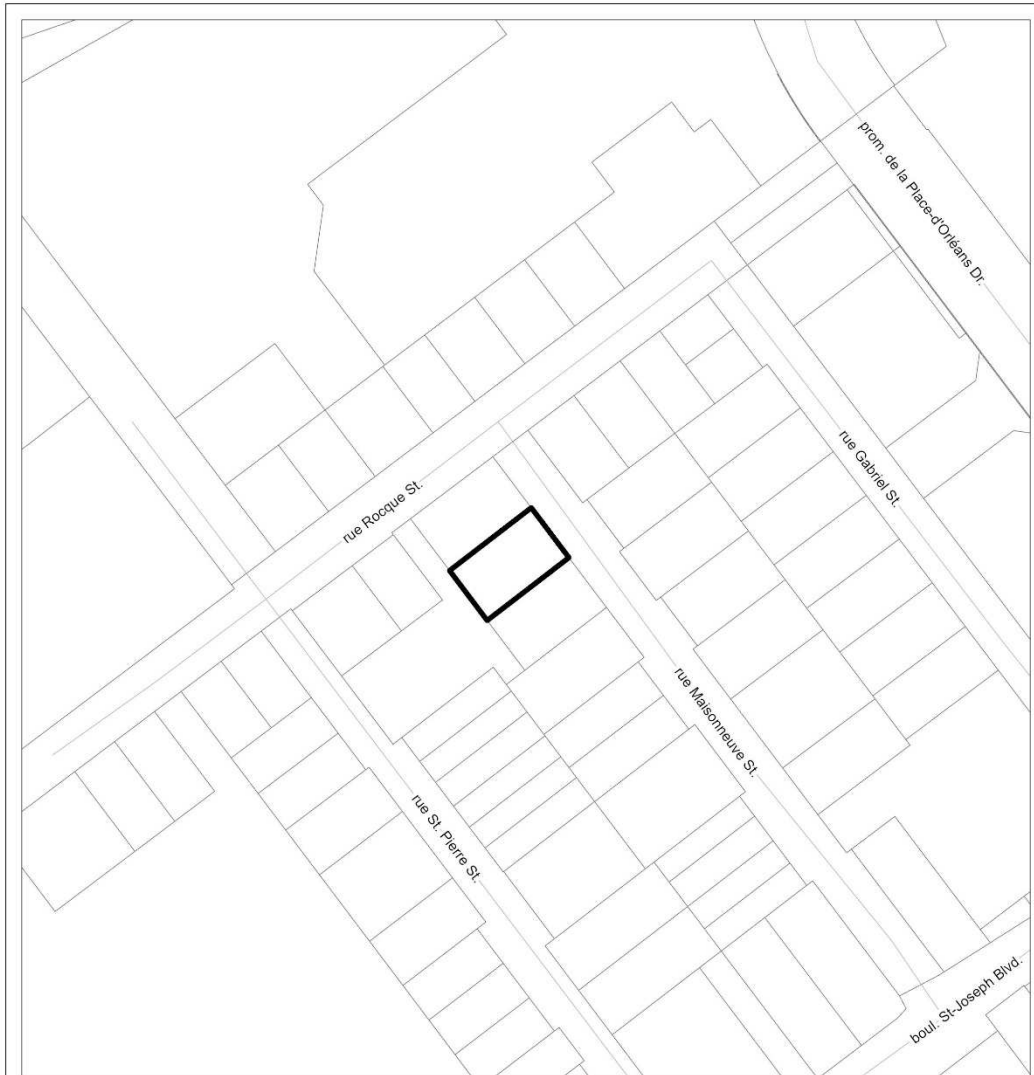 prom. de la Place-d'Orléans Dr.
rue Gabriel St.
rue Rocque St.
rue Maisonneuve St.
rue St. Pierre St.
boul. St-Joseph Blvd.